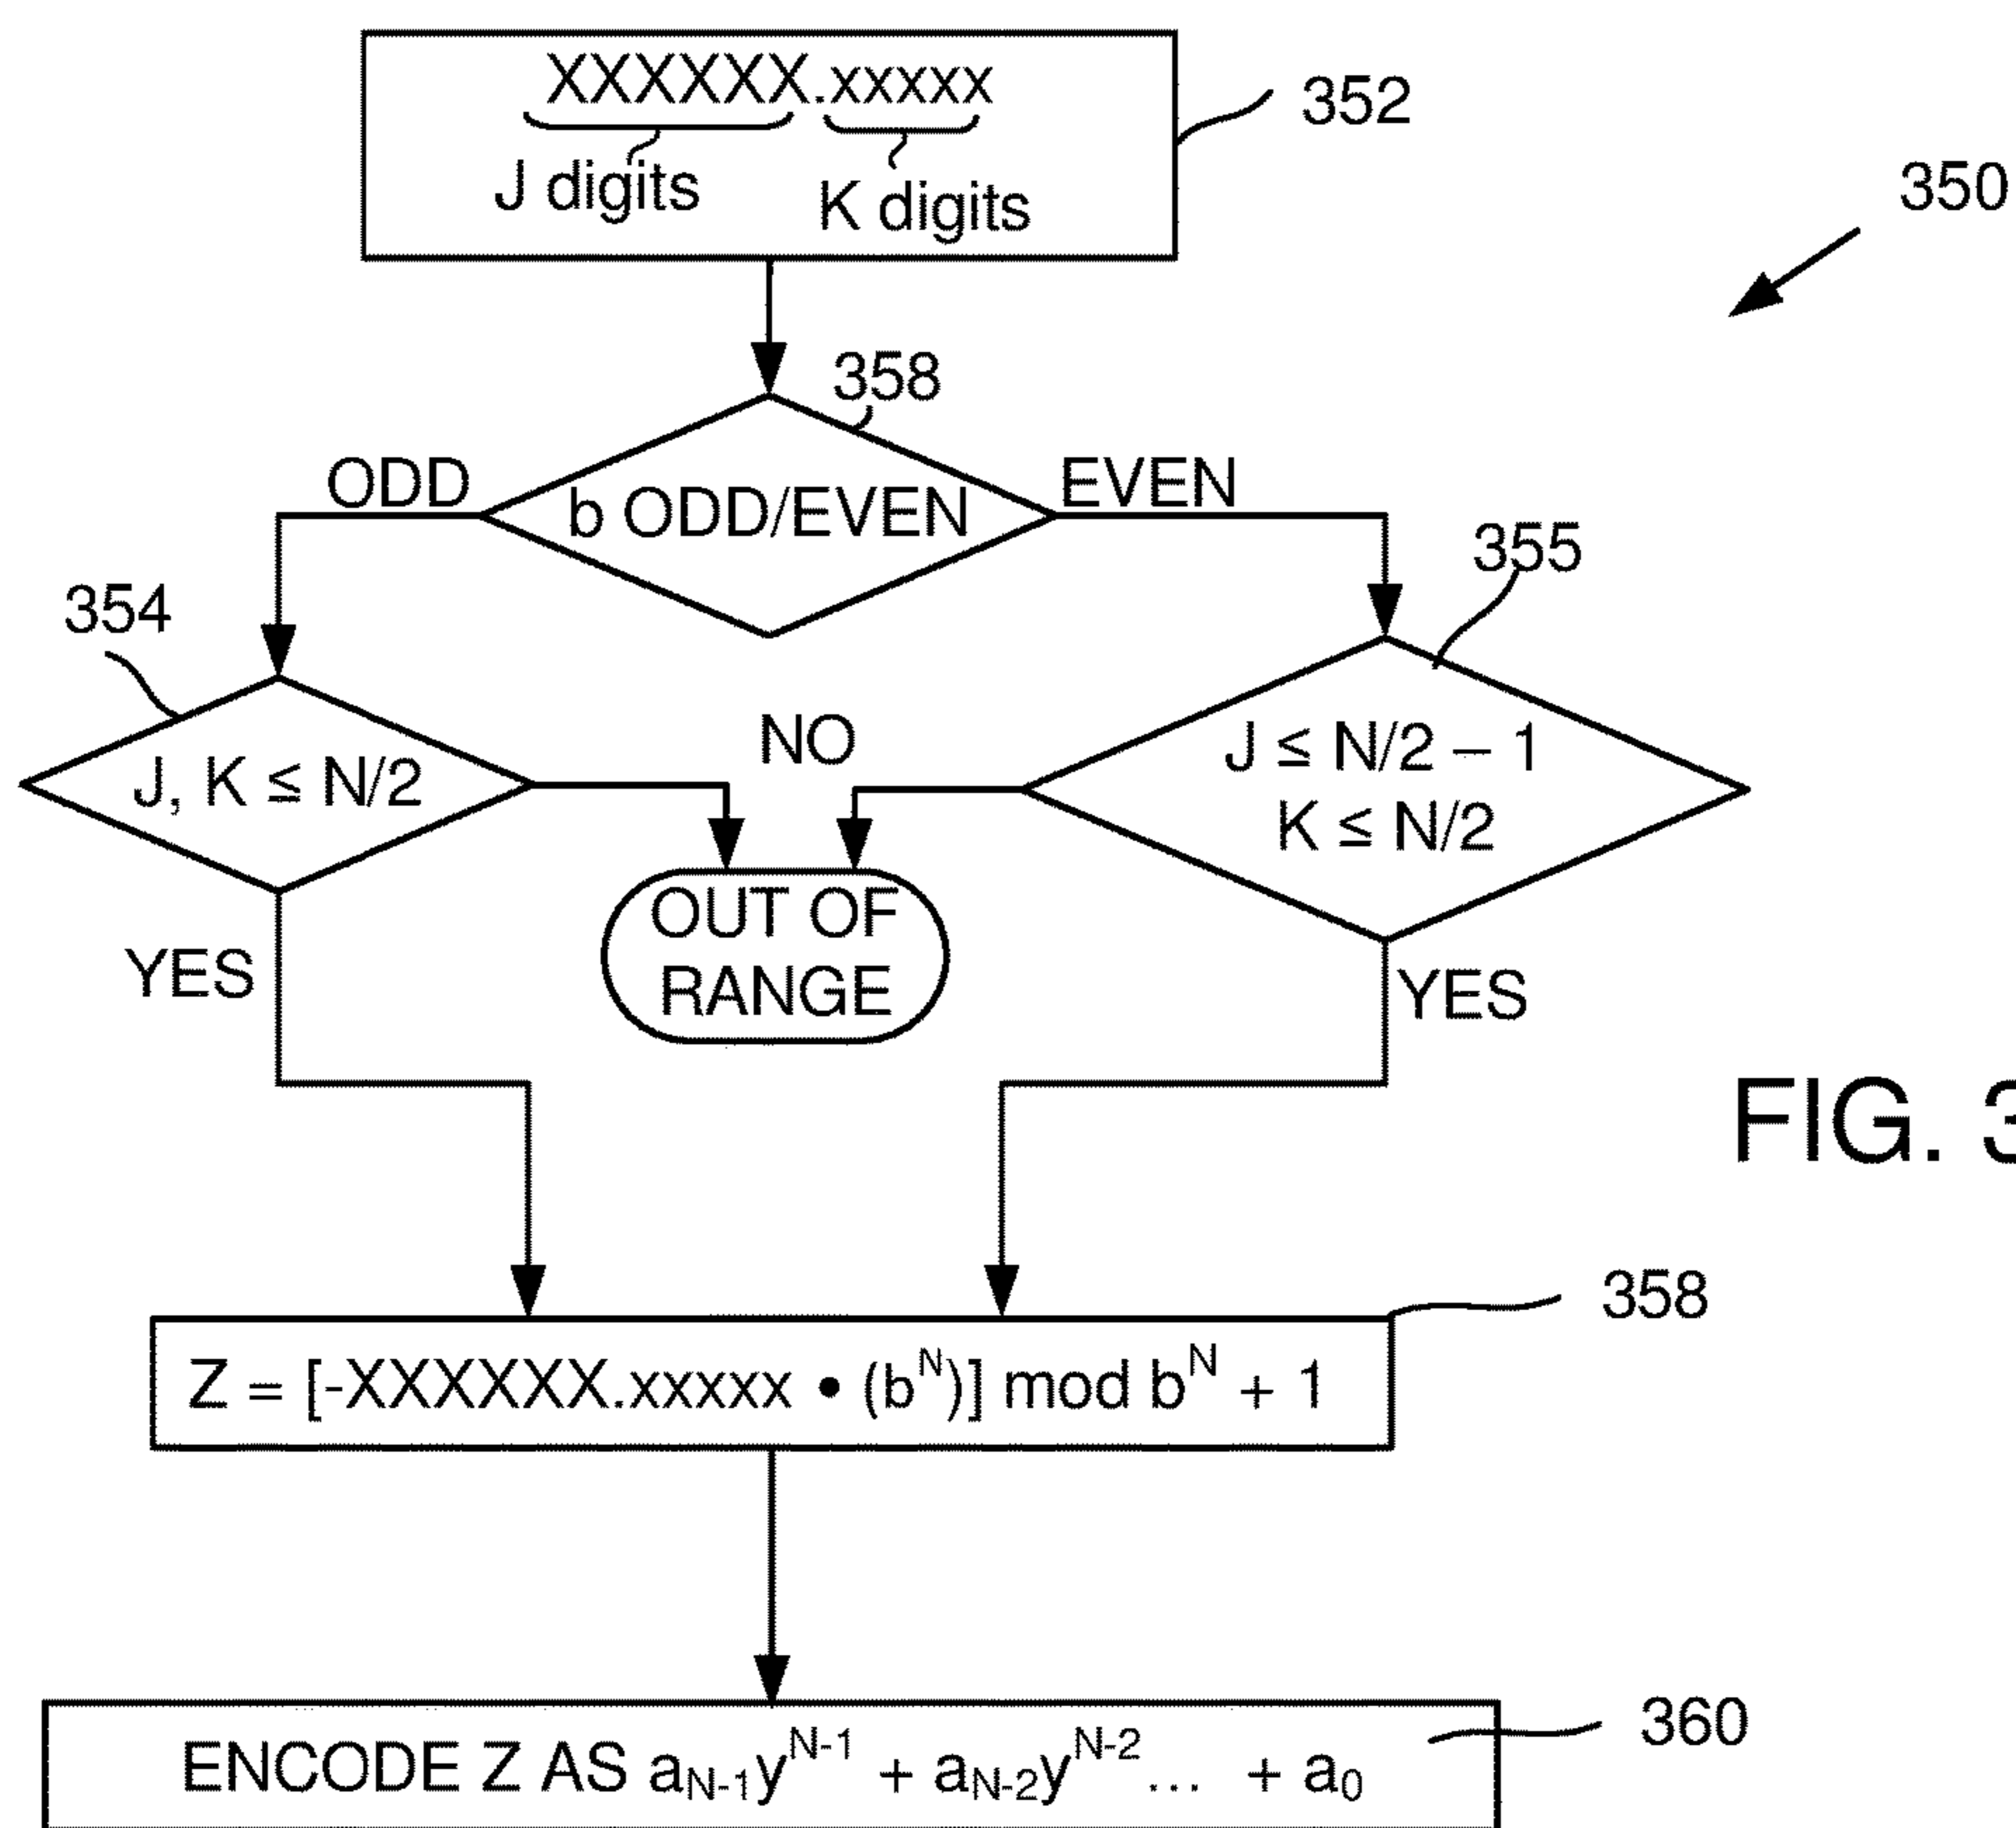 XXXXXX.xxxxx
352
J digits
K digits
350
358
ODD
b ODD/EVEN
EVEN
355
354
NO
J, K ≤ N/2
J ≤ N/2 – 1
K ≤ N/2
OUT OF
RANGE
YES
YES
FIG. 3
358
Z = [-XXXXXX.xxxxx • (b^N)] mod b^N + 1
360
ENCODE Z AS a_{N-1}y^{N-1} + a_{N-2}y^{N-2}... + a_0